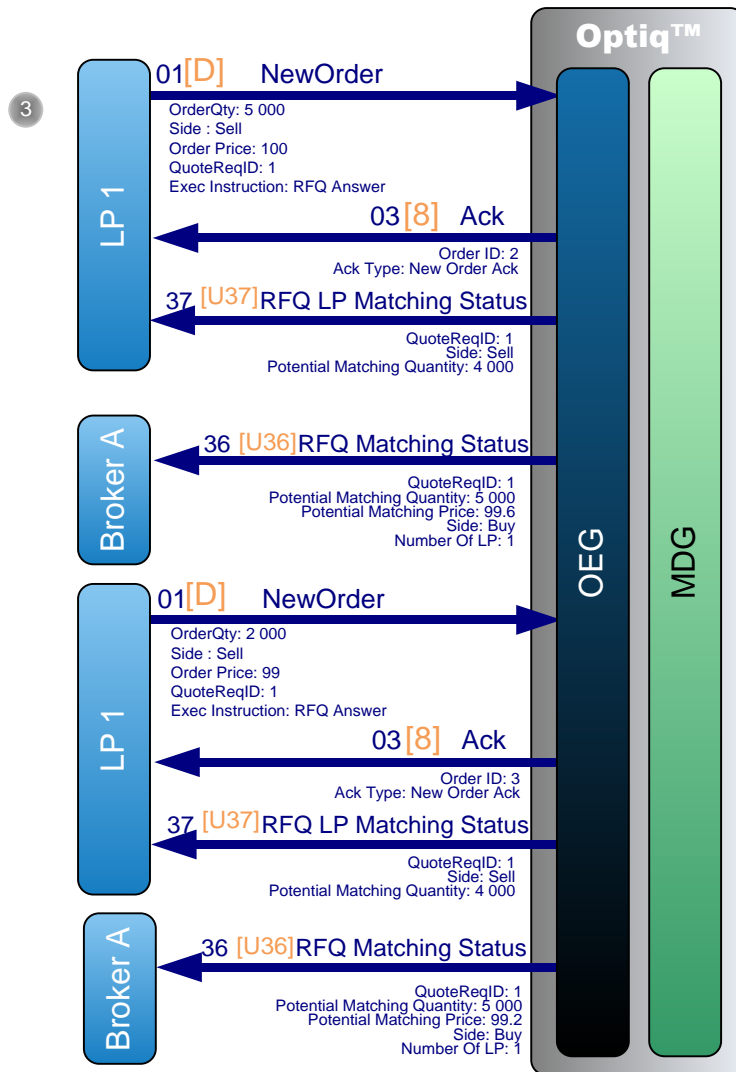 Optiq™
3
LP 1
01[D] NewOrder
OrderQty: 5 000
Side : Sell
Order Price: 100
QuoteReqID: 1
Exec Instruction: RFQ Answer
03[8] Ack
Order ID: 2
Ack Type: New Order Ack
37 [U37]RFQ LP Matching Status
QuoteReqID: 1
Side: Sell
Potential Matching Quantity: 4 000
Broker A
36 [U36]RFQ Matching Status
QuoteReqID: 1
Potential Matching Quantity: 5 000
Potential Matching Price: 99.6
Side: Buy
Number Of LP: 1
OEG
MDG
LP 1
01[D] NewOrder
OrderQty: 2 000
Side : Sell
Order Price: 99
QuoteReqID: 1
Exec Instruction: RFQ Answer
03[8] Ack
Order ID: 3
Ack Type: New Order Ack
37 [U37]RFQ LP Matching Status
QuoteReqID: 1
Side: Sell
Potential Matching Quantity: 4 000
Broker A
36 [U36]RFQ Matching Status
QuoteReqID: 1
Potential Matching Quantity: 5 000
Potential Matching Price: 99.2
Side: Buy
Number Of LP: 1